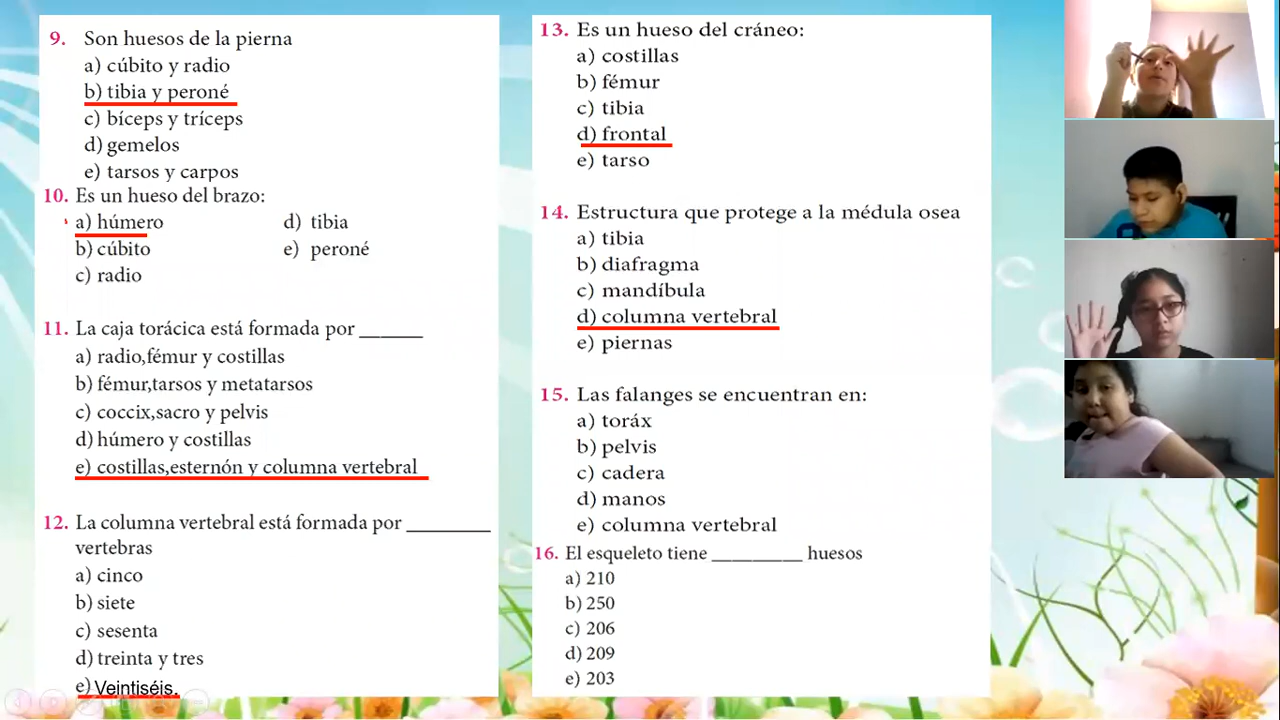 9. Son huesos de la pierna
a) cúbito y radio
b) tibia y peroné
c) bíceps y tríceps
d) gemelos
e) tarsos y carpos
10. Es un hueso del brazo:
a) húmero d) tibia
b) cúbito e) peroné
c) radio
11. La caja torácica está formada por ______
a) radio,fémur y costillas
b) fémur,tarsos y metatarsos
c) coccix,sacro y pelvis
d) húmero y costillas
e) costillas,esternón y columna vertebral
12. La columna vertebral está formada por ________
vertebras
a) cinco
b) siete
c) sesenta
d) treinta y tres
e) Veintiséis.
13. Es un hueso del cráneo:
a) costillas
b) fémur
c) tibia
d) frontal
e) tarso
14. Estructura que protege a la médula osea
a) tibia
b) diafragma
c) mandíbula
d) columna vertebral
e) piernas
15. Las falanges se encuentran en:
a) toráx
b) pelvis
c) cadera
d) manos
e) columna vertebral
16. El esqueleto tiene _________ huesos
a) 210
b) 250
c) 206
d) 209
e) 203